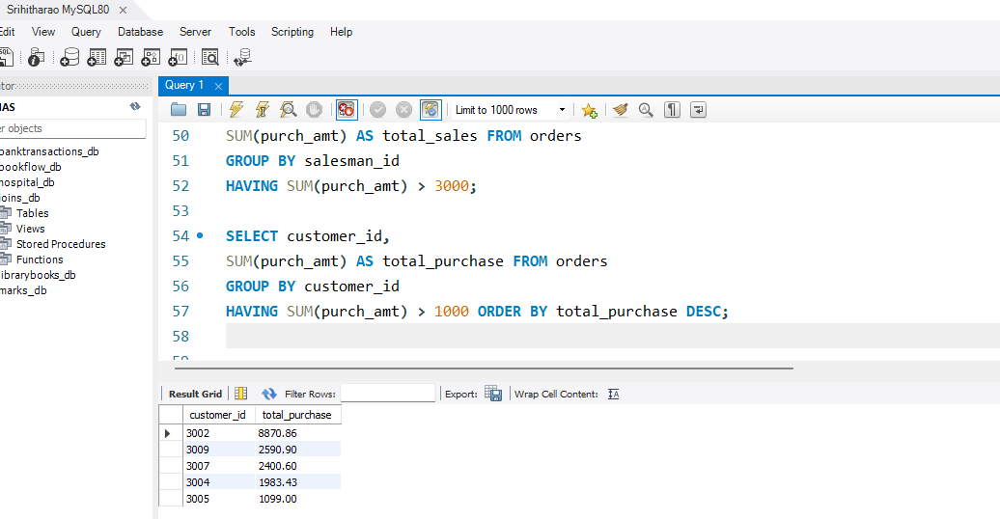 Srihitharao MySQL80 ×
Edit View Query Database Server Tools Scripting Help
Query 1 ×
Limit to 1000 rows
50 SUM(purch_amt) AS total_sales FROM orders
51 GROUP BY salesman_id
52 HAVING SUM(purch_amt) > 3000;
53
54 SELECT customer_id,
55 SUM(purch_amt) AS total_purchase FROM orders
56 GROUP BY customer_id
57 HAVING SUM(purch_amt) > 1000 ORDER BY total_purchase DESC;
58
banktransactions_db
bookflow_db
hospital_db
joins_db
Tables
Views
Stored Procedures
Functions
librarybooks_db
marks_db
Result Grid Filter Rows: Export: Wrap Cell Content:
customer_id total_purchase
3002 8870.86
3009 2590.90
3007 2400.60
3004 1983.43
3005 1099.00